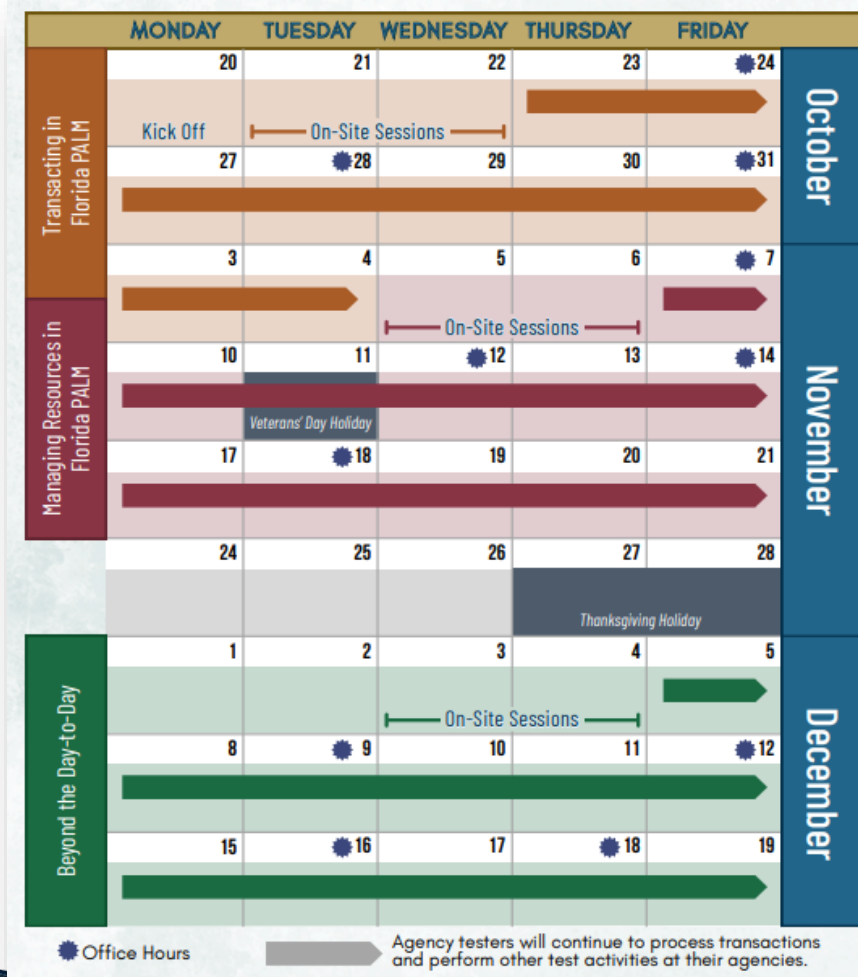 MONDAY TUESDAY WEDNESDAY THURSDAY FRIDAY
Transacting in
Florida PALM
October
20 21 22 23 24
Kick Off On-Site Sessions
27 28 29 30 31
November
3 4 5 6 7
On-Site Sessions
Managing Resources in
Florida PALM
10 11 12 13 14
Veterans' Day Holiday
17 18 19 20 21
24 25 26 27 28
Thanksgiving Holiday
Beyond the Day-to-Day
December
1 2 3 4 5
On-Site Sessions
8 9 10 11 12
15 16 17 18 19
Office Hours
Agency testers will continue to process transactions
and perform other test activities at their agencies.